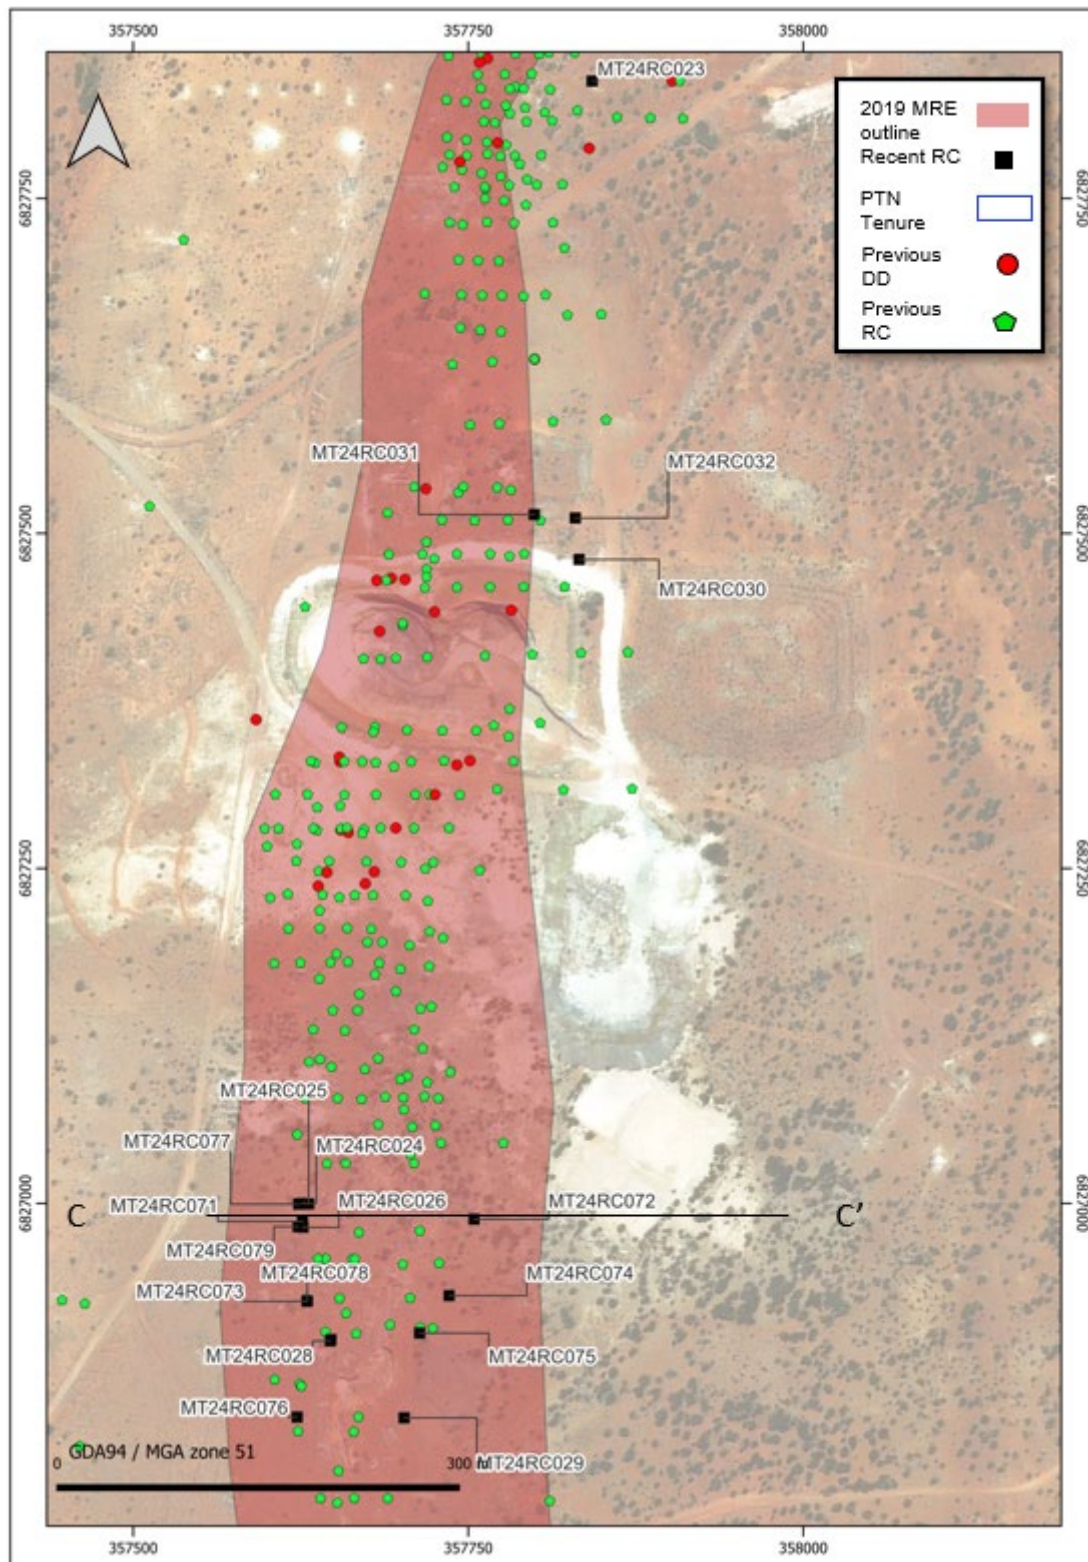 357500 357750 358000
MT24RC023
2019 MRE
outline
Recent RC
PTN
Tenure
Previous
DD
Previous
RC
6827750
6827750
MT24RC031
MT24RC032
6827500
6827500
MT24RC030
6827250
6827250
MT24RC025
MT24RC077
MT24RC024
MT24RC071
MT24RC026
MT24RC072
6827000
C
C'
6827000
MT24RC079
MT24RC078
MT24RC074
MT24RC073
MT24RC028
MT24RC075
MT24RC076
GDA94 / MGA zone 51
0
300
MT24RC029
357500 357750 358000